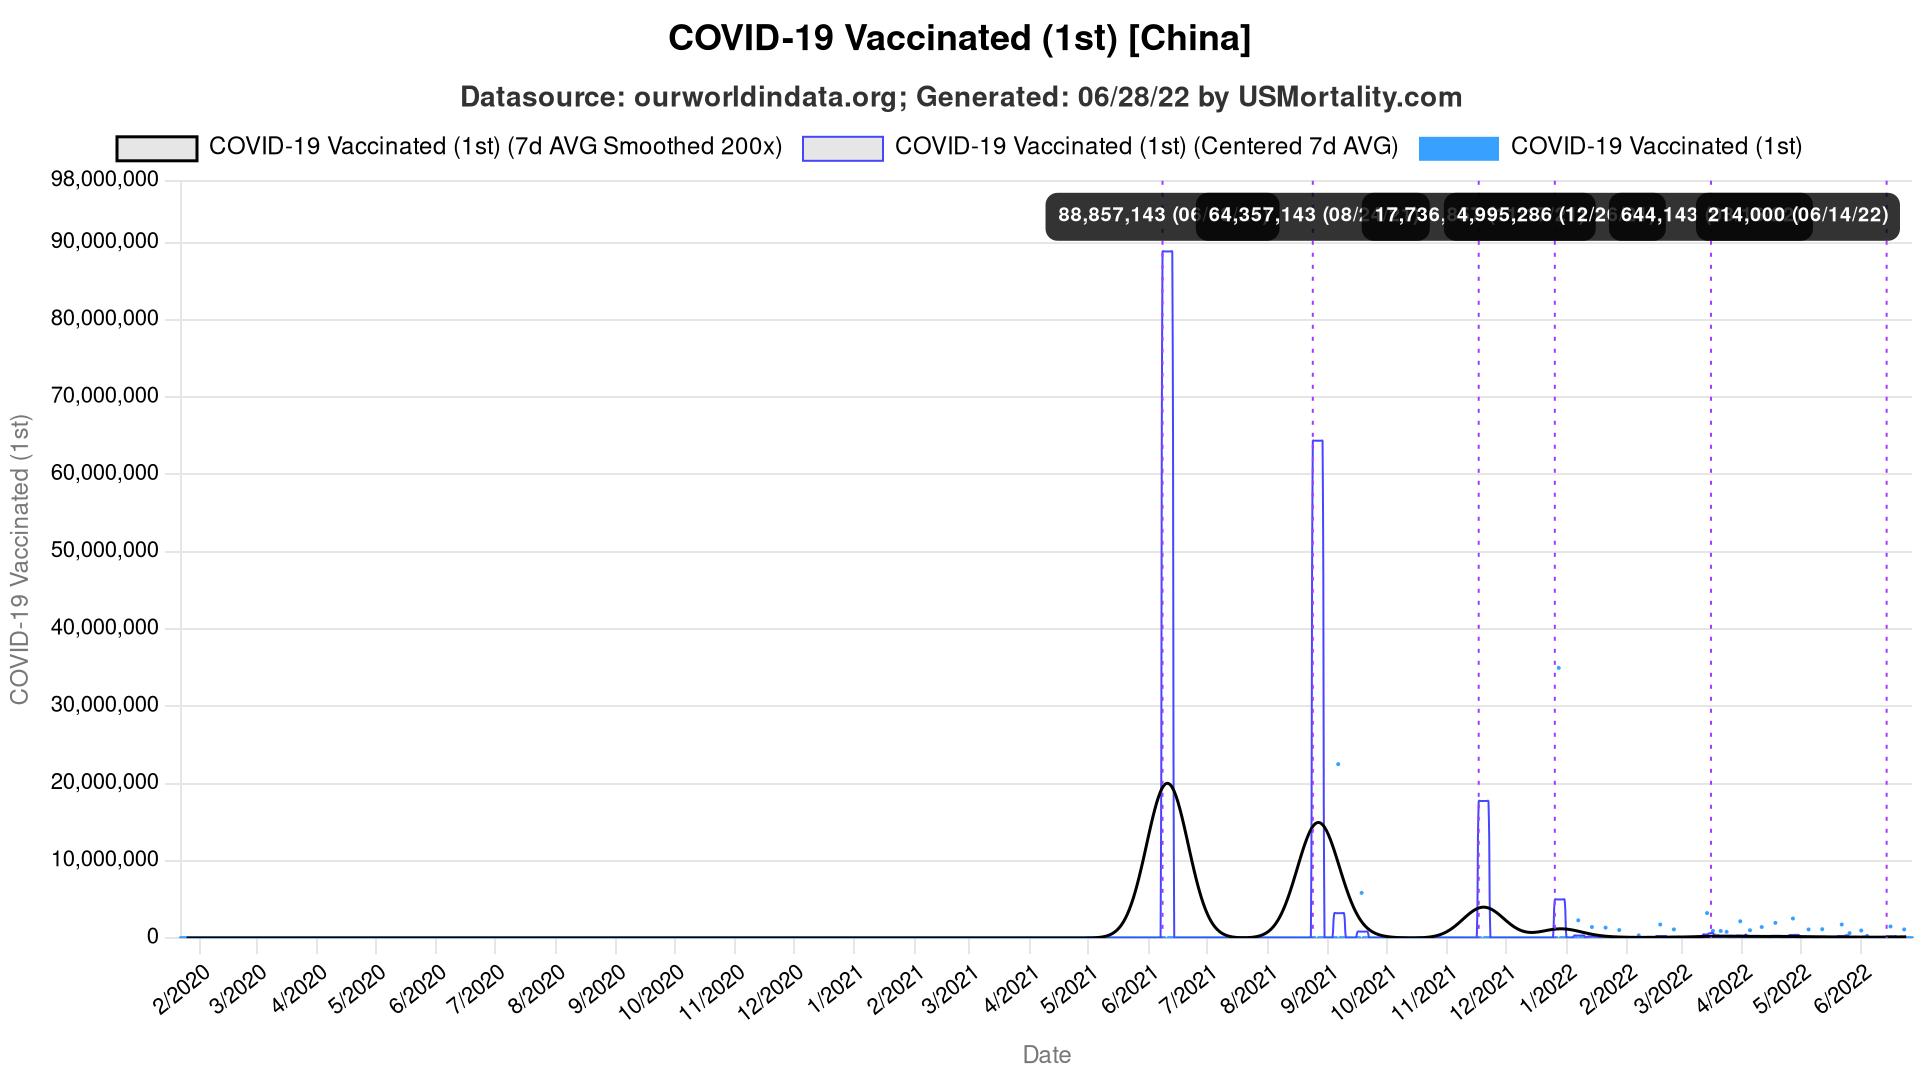 COVID-19 Vaccinated (1st) [China]
Datasource: ourworldindata.org; Generated: 06/28/22 by USMortality.com
COVID-19 Vaccinated (1st) (7d AVG Smoothed 200x) COVID-19 Vaccinated (1st) (Centered 7d AVG) COVID-19 Vaccinated (1st)
98,000,000
88,857,143 (06 64,357,143 (08/2 17,736, 4,995,286 (12/26 644,143 214,000 (06/14/22)
90,000,000
80,000,000
70,000,000
60,000,000
50,000,000
40,000,000
30,000,000
20,000,000
10,000,000
0
COVID-19 Vaccinated (1st)
2/2020 3/2020 4/2020 5/2020 6/2020 7/2020 8/2020 9/2020 10/2020 11/2020 12/2020 1/2021 2/2021 3/2021 4/2021 5/2021 6/2021 7/2021 8/2021 9/2021 10/2021 11/2021 12/2021 1/2022 2/2022 3/2022 4/2022 5/2022 6/2022
Date